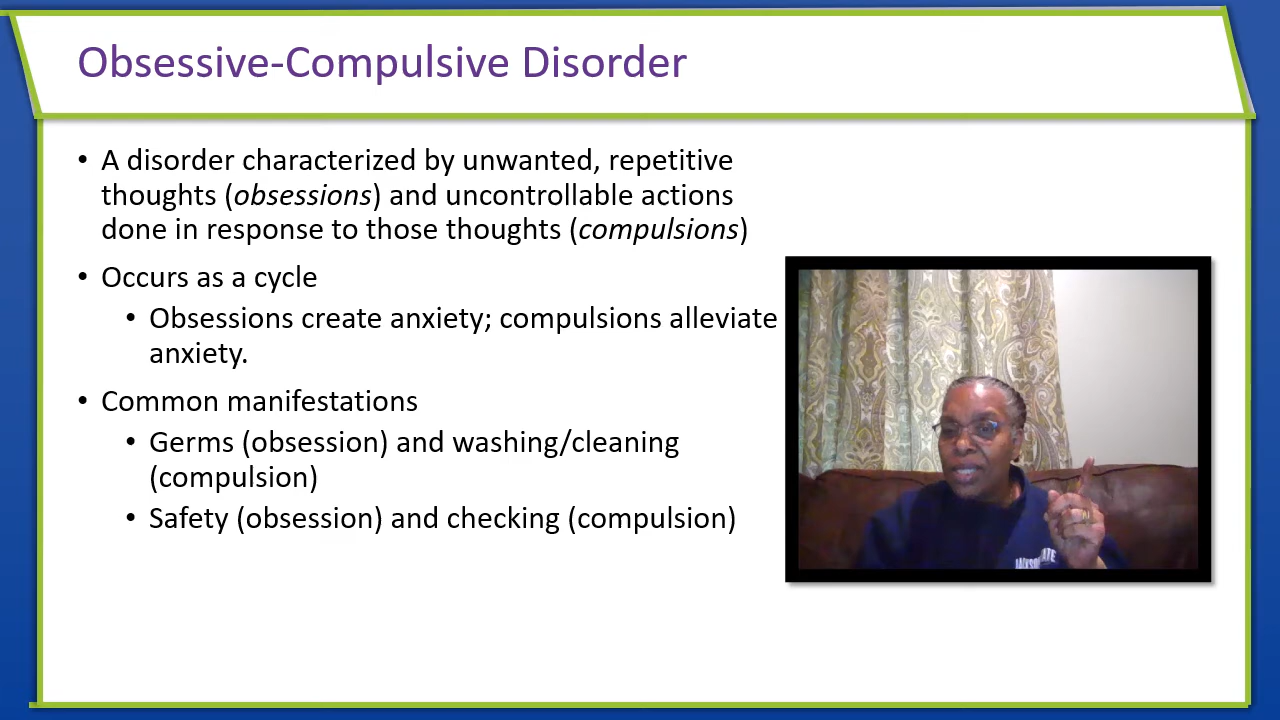 Obsessive-Compulsive Disorder
• A disorder characterized by unwanted, repetitive
thoughts (obsessions) and uncontrollable actions
done in response to those thoughts (compulsions)
• Occurs as a cycle
• Obsessions create anxiety; compulsions alleviate
anxiety.
• Common manifestations
• Germs (obsession) and washing/cleaning
(compulsion)
• Safety (obsession) and checking (compulsion)